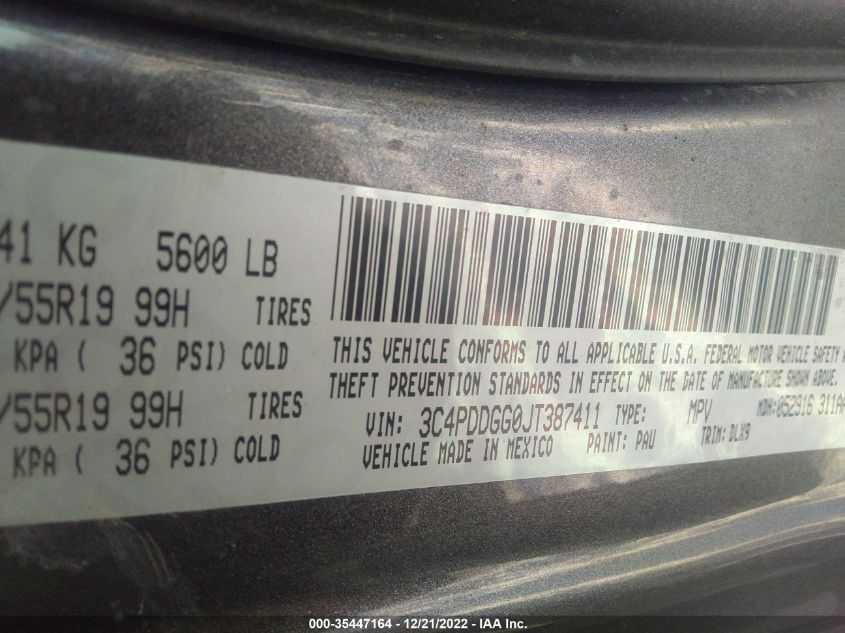 41 KG 5600 LB
/55R19 99H TIRES
KPA ( 36 PSI) COLD
/55R19 99H TIRES
KPA ( 36 PSI) COLD
THIS VEHICLE CONFORMS TO ALL APPLICABLE U.S.A. FEDERAL MOTOR VEHICLE SAFETY A
THEFT PREVENTION STANDARDS IN EFFECT ON THE DATE OF MANUFACTURE SHOWN ABOVE.
VIN: 3C4PDDGG0JT387411 TYPE: MPV MDH:052916 311AA
VEHICLE MADE IN MEXICO PAINT: PAU TRIM: DLX9
000-35447164 - 12/21/2022 - IAA Inc.